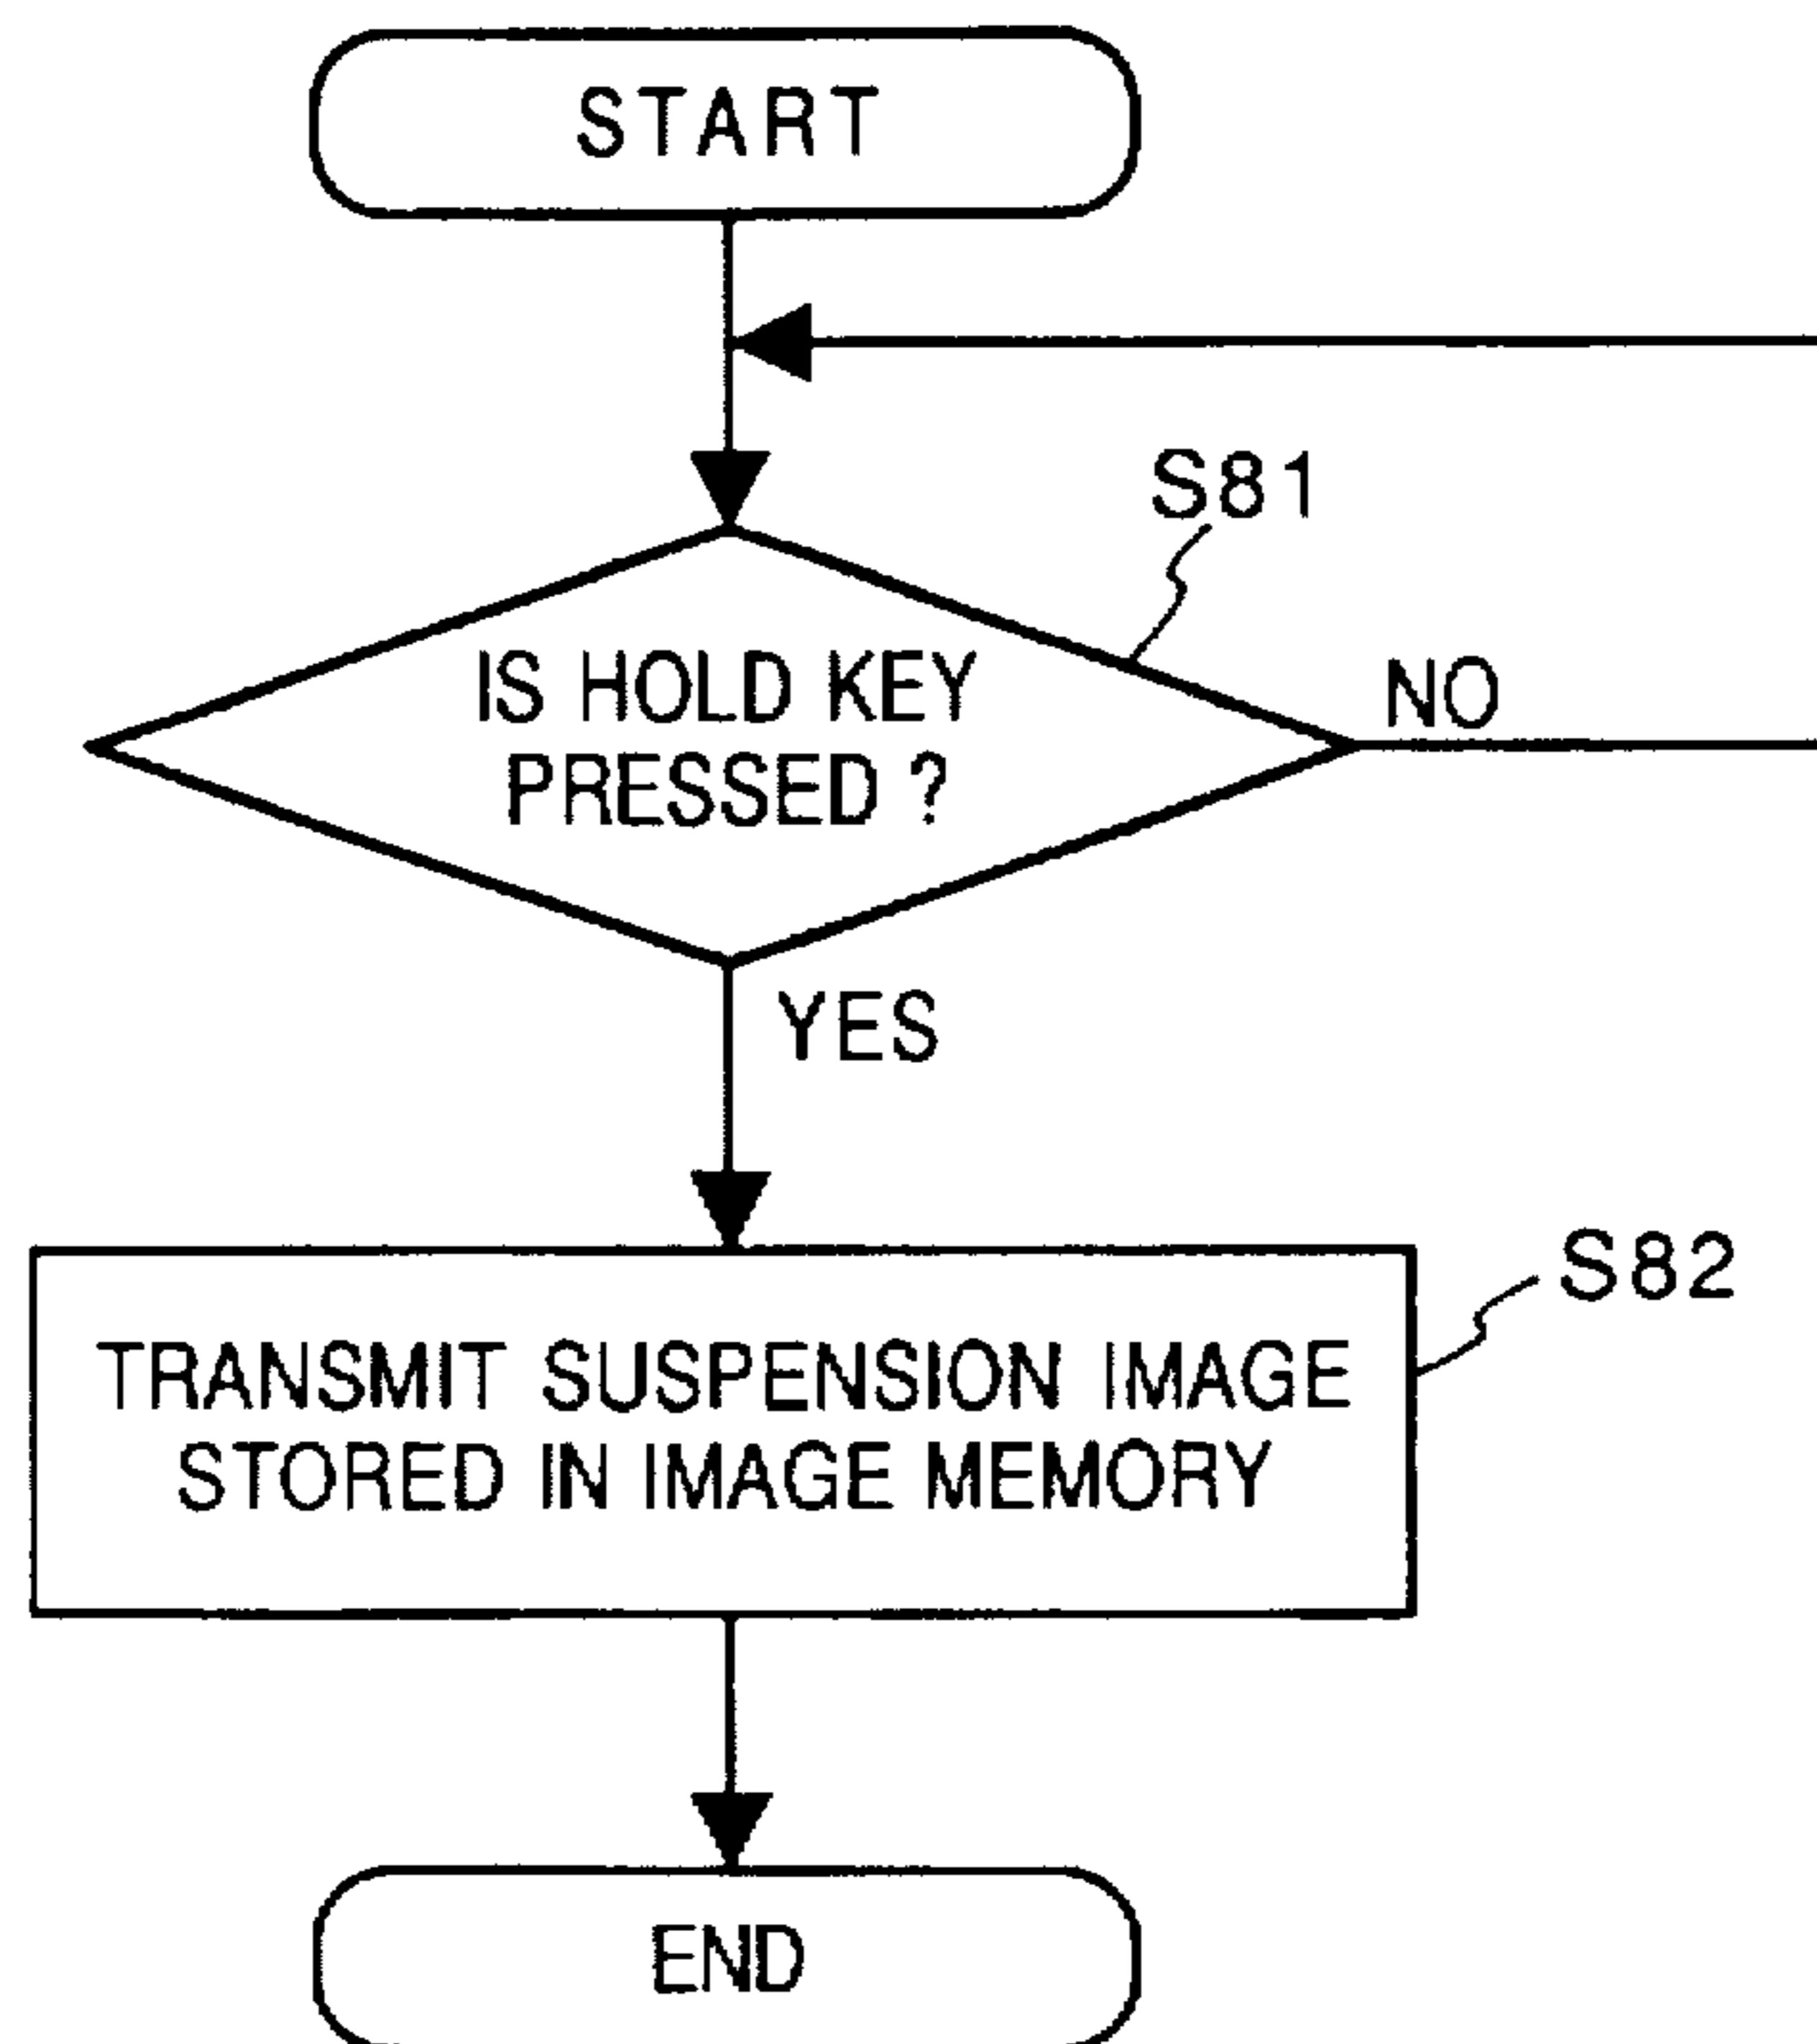 START
S81
IS HOLD KEY
PRESSED ?
NO
YES
S82
TRANSMIT SUSPENSION IMAGE
STORED IN IMAGE MEMORY
END